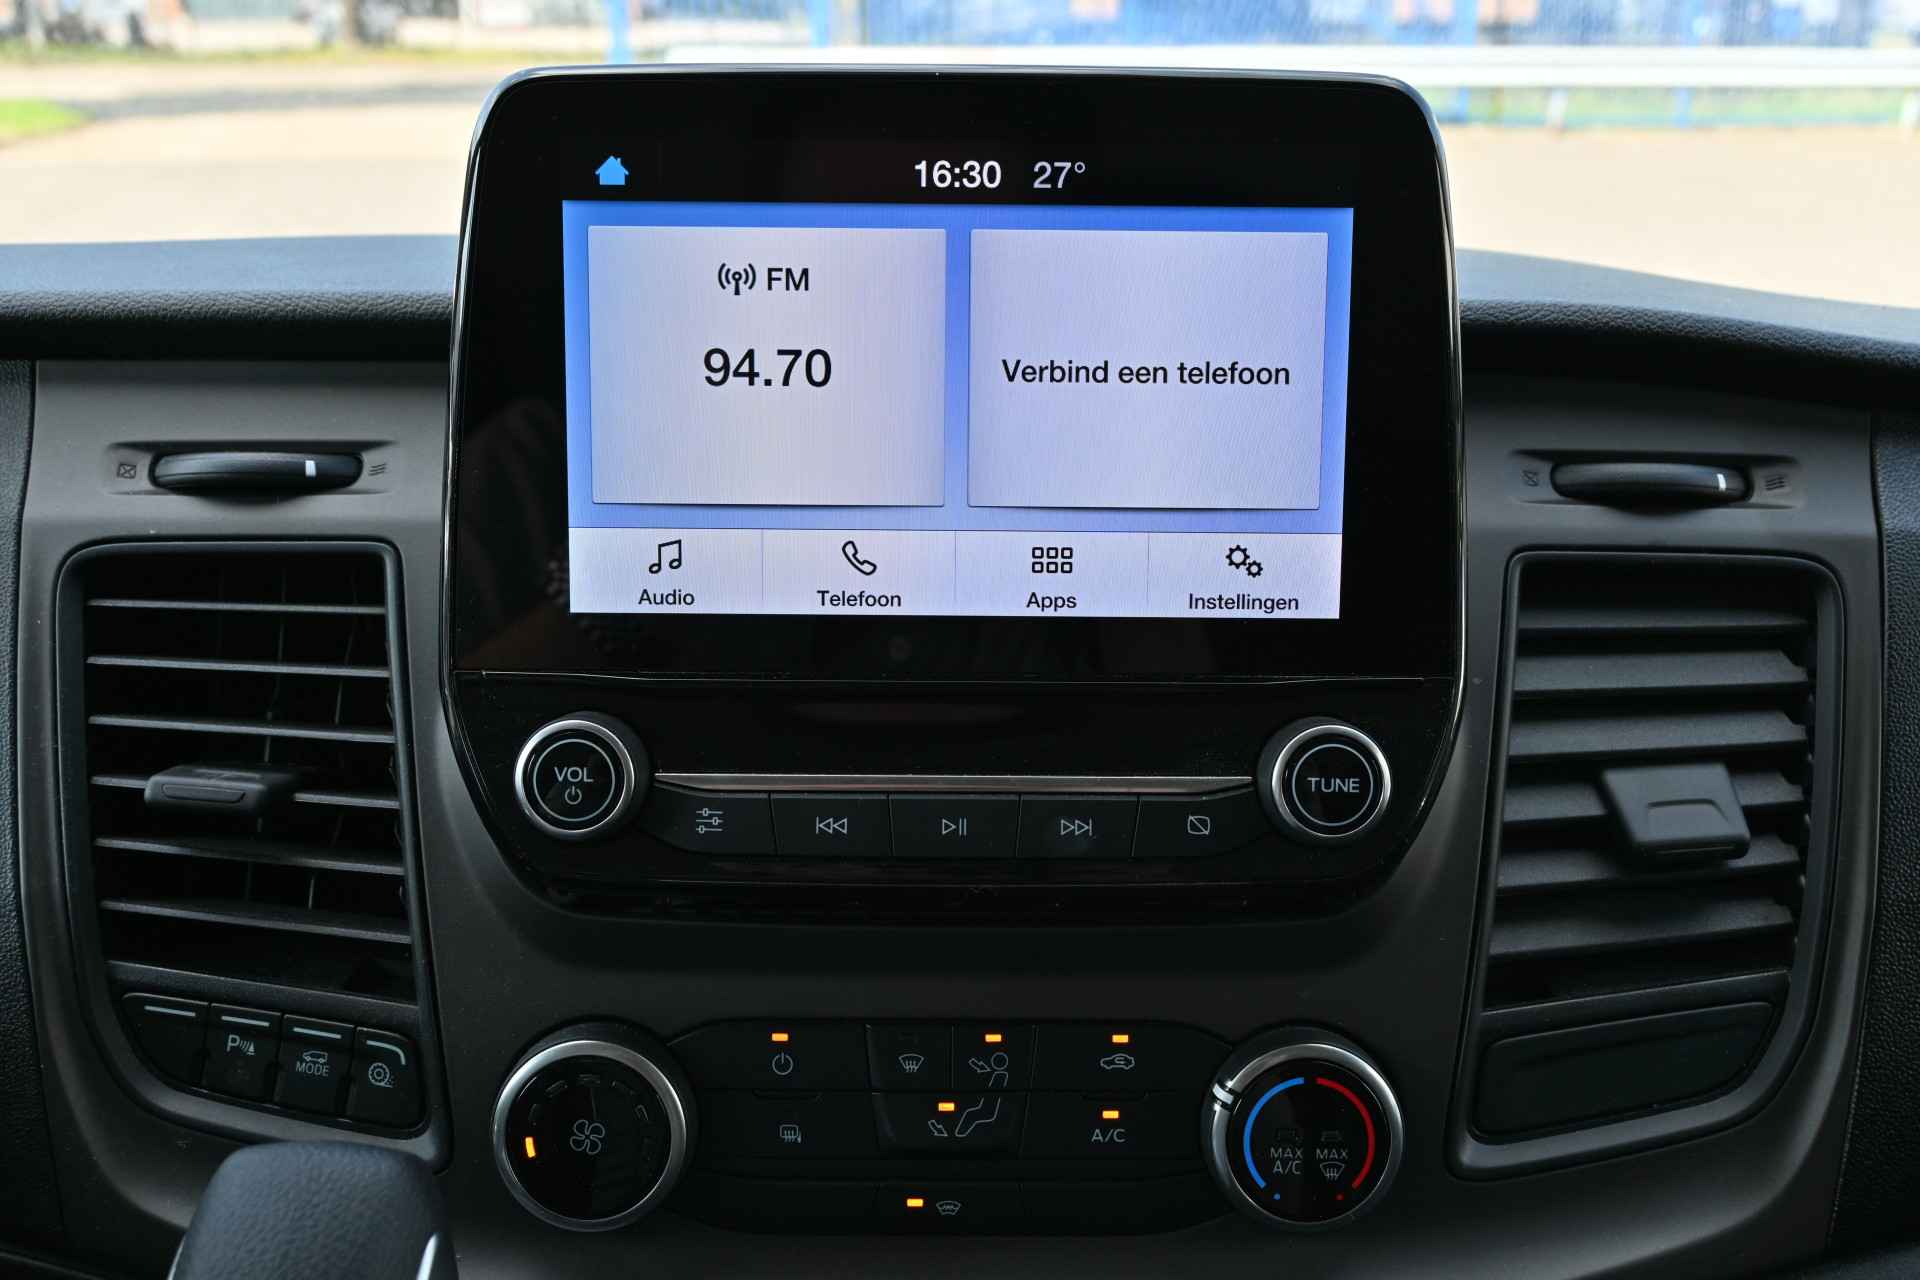 16:30 27°
FM
94.70
Verbind een telefoon
Audio
Telefoon
Apps
Instellingen
VOL
TUNE
P
MODE
A/C
MAX
A/C
MAX